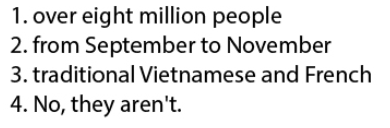 1. over eight million people
2. from September to November
3. traditional Vietnamese and French
4. No, they aren't.